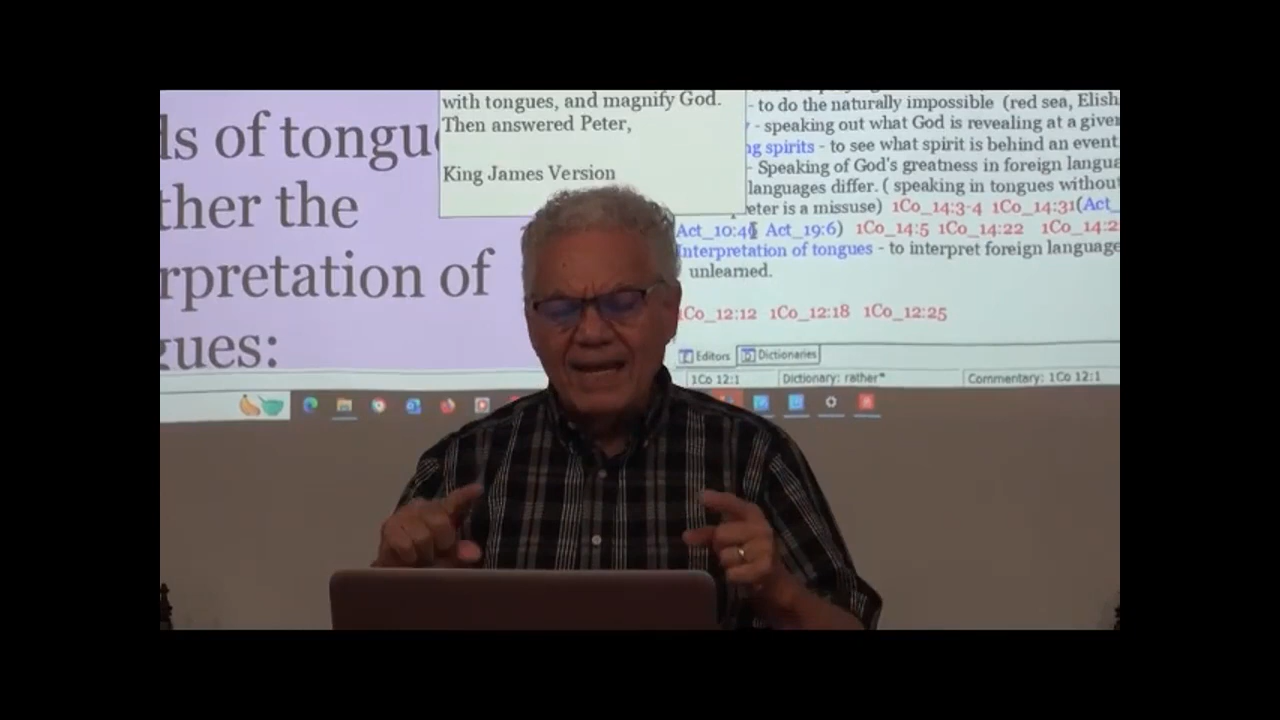 ds of tongue
ther the
rpretation of
gues:
with tongues, and magnify God.
Then answered Peter,
King James Version
- to do the naturally impossible (red sea, Elish
- speaking out what God is revealing at a given
ng spirits - to see what spirit is behind an event
- Speaking of God's greatness in foreign langua
languages differ. ( speaking in tongues without
eter is a missuse) 1Co_14:3-4 1Co_14:31(Act_
Act_10:46 Act_19:6) 1Co_14:5 1Co_14:22 1Co_14:2
Interpretation of tongues - to interpret foreign language
unlearned.
1Co_12:12 1Co_12:18 1Co_12:25
Editors Dictionaries
1Co 12:1 Dictionary: rather* Commentary: 1Co 12:1